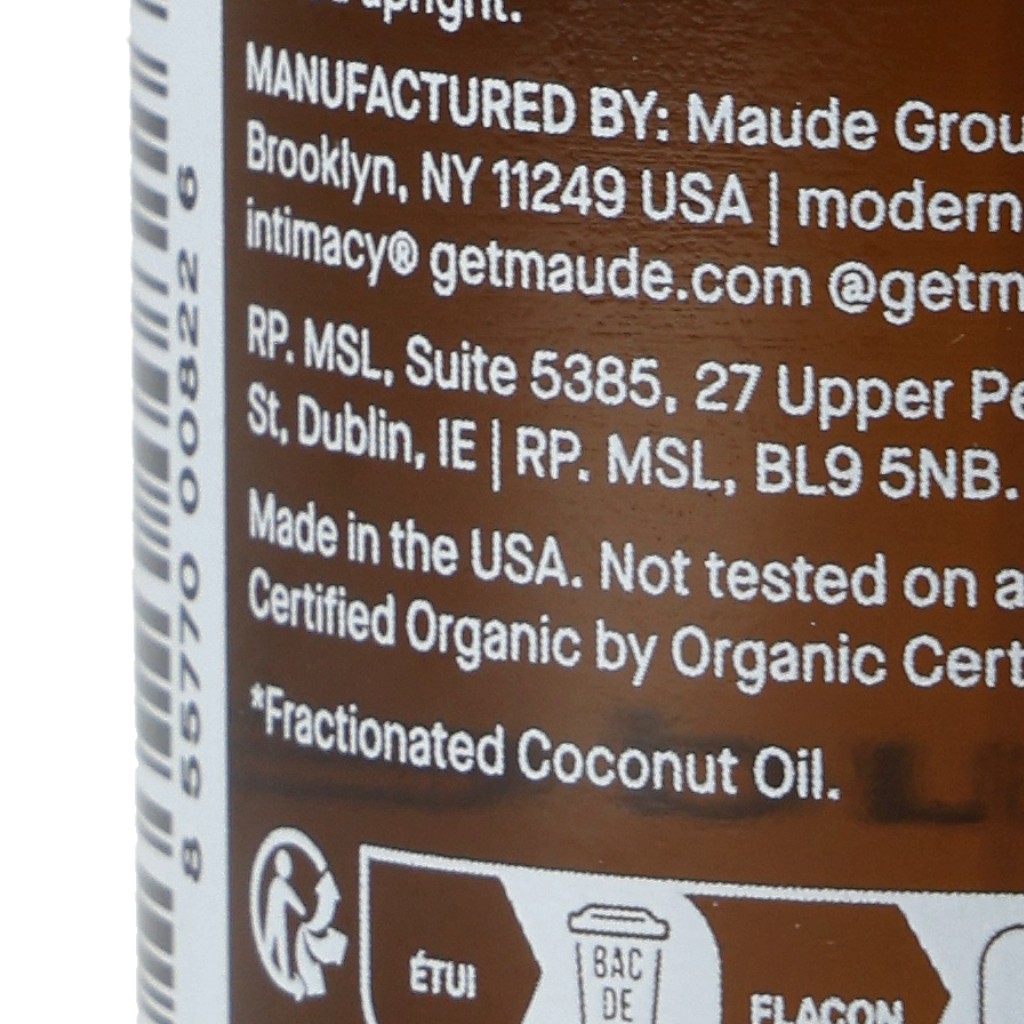 upright.
MANUFACTURED BY: Maude Grou
Brooklyn, NY 11249 USA | modern
intimacy® getmaude.com @getm
RP. MSL, Suite 5385, 27 Upper Pe
St, Dublin, IE | RP. MSL, BL9 5NB.
Made in the USA. Not tested on a
Certified Organic by Organic Cert
*Fractionated Coconut Oil.
8 55770 00822 6
ÉTUI
BAC
DE
FLACON